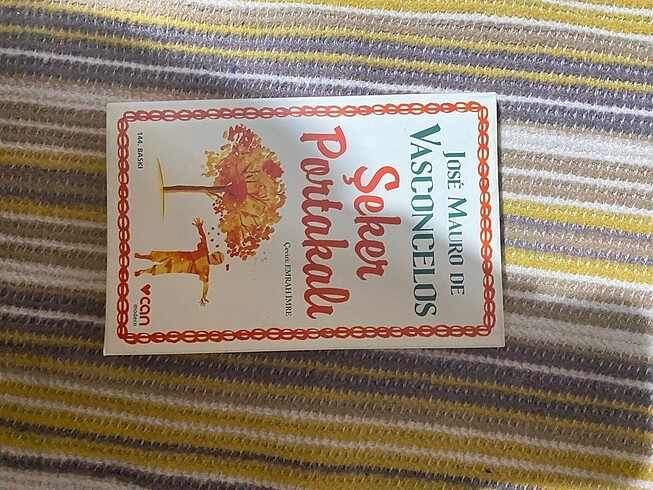 JOSÉ MAURO DE
VASCONCELOS
Şeker
Portakalı
Çeviri: EMRAH İMRE
144. BASKI
can
modern